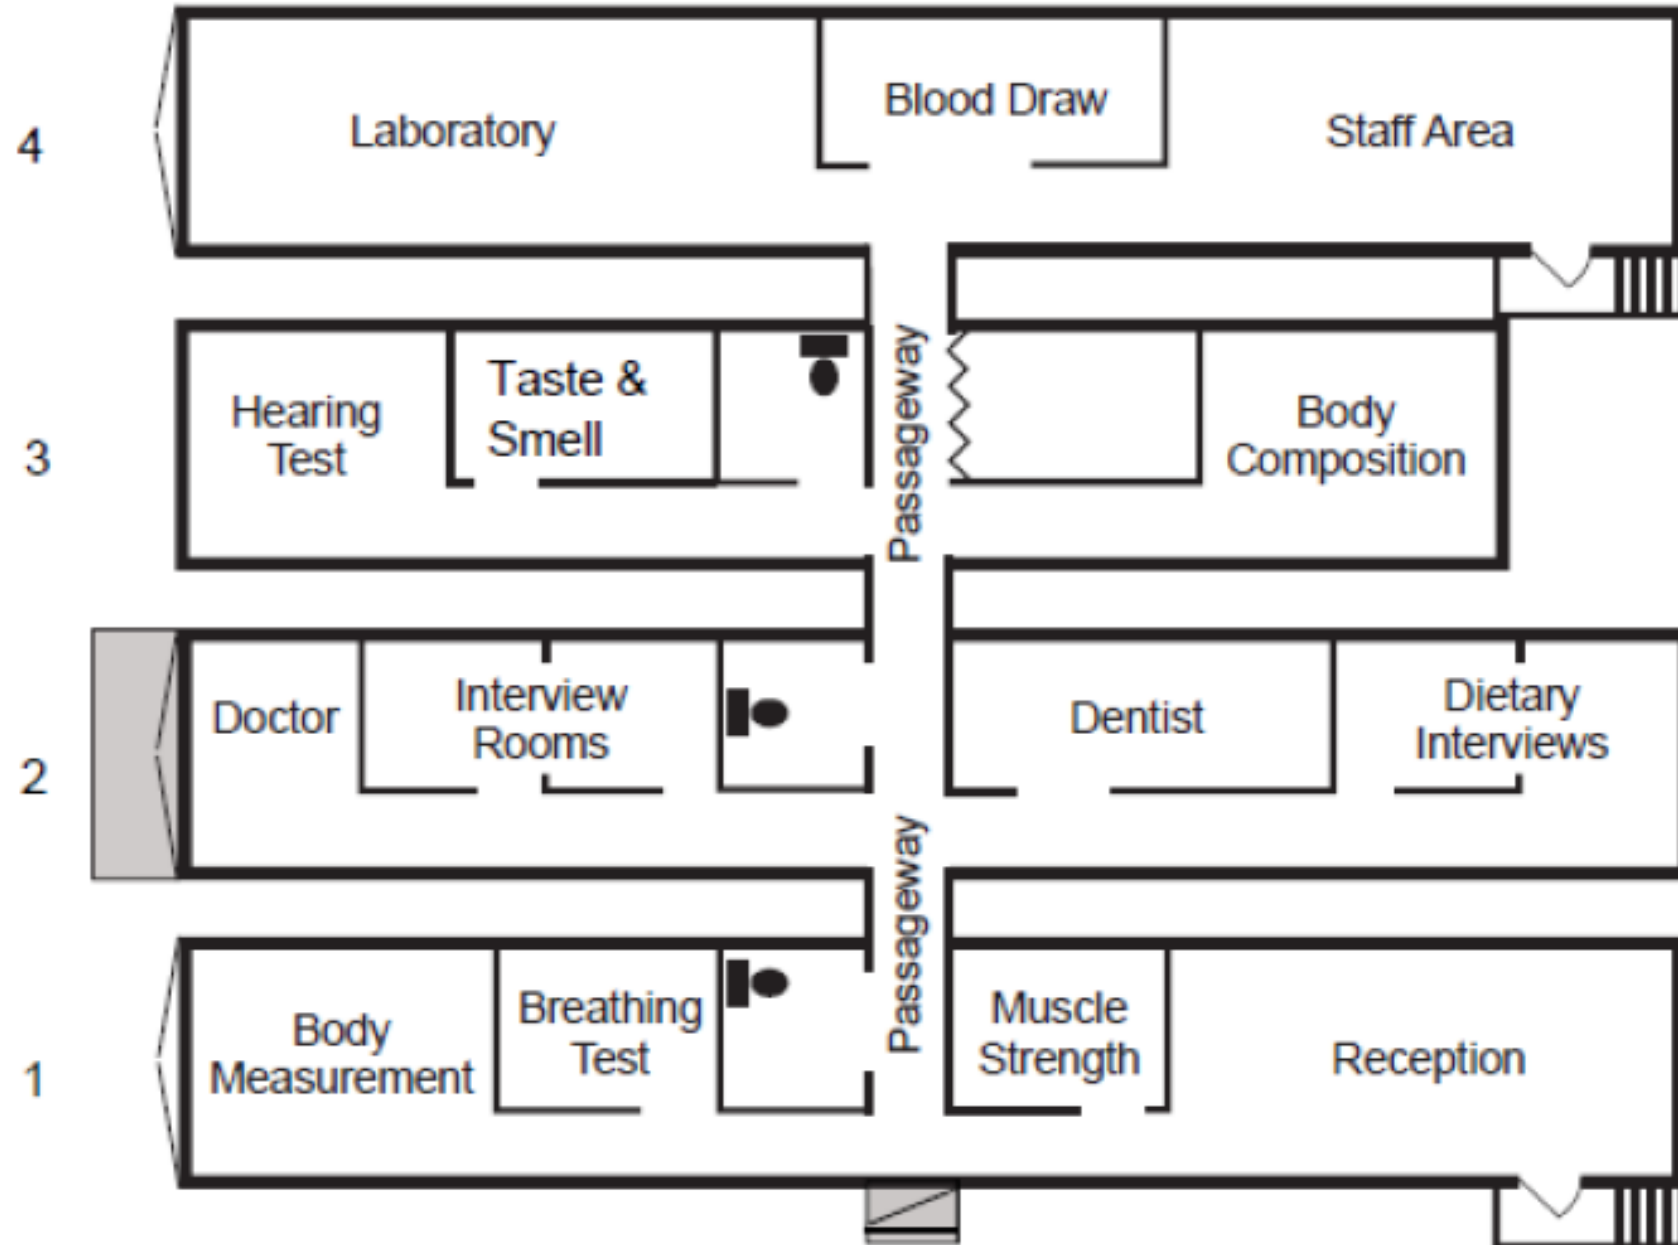 4
Laboratory
Blood Draw
Staff Area
3
Hearing
Test
Taste &
Smell
Passageway
Body
Composition
2
Doctor
Interview
Rooms
Dentist
Dietary
Interviews
Passageway
1
Body
Measurement
Breathing
Test
Muscle
Strength
Reception